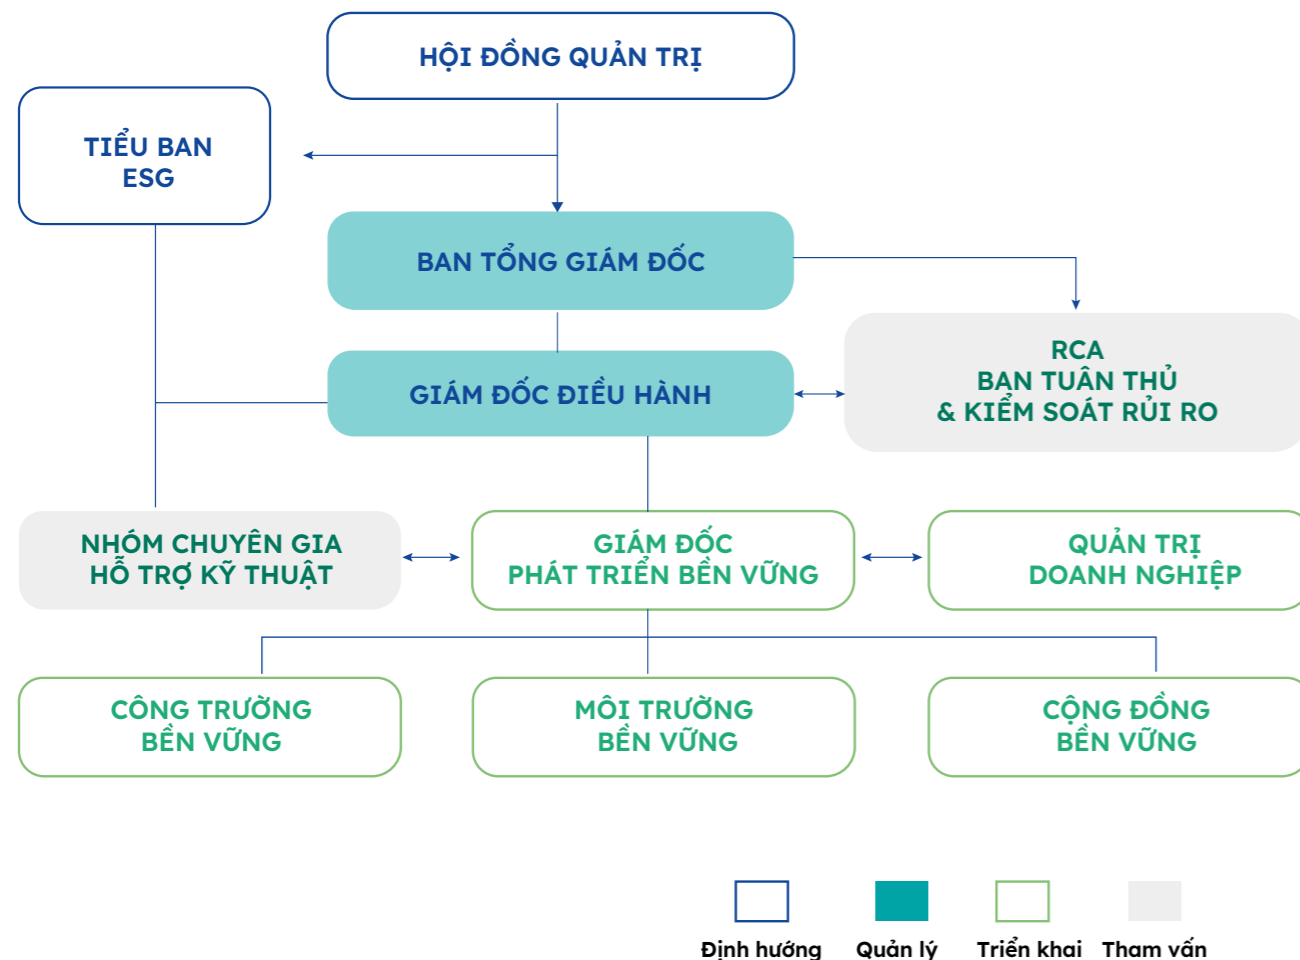 HỘI ĐỒNG QUẢN TRỊ
TIỂU BAN
ESG
BAN TỔNG GIÁM ĐỐC
GIÁM ĐỐC ĐIỀU HÀNH
RCA
BAN TUÂN THỦ
& KIỂM SOÁT RỦI RO
NHÓM CHUYÊN GIA
HỖ TRỢ KỸ THUẬT
GIÁM ĐỐC
PHÁT TRIỂN BỀN VỮNG
QUẢN TRỊ
DOANH NGHIỆP
CÔNG TRƯỜNG
BỀN VỮNG
MÔI TRƯỜNG
BỀN VỮNG
CỘNG ĐỒNG
BỀN VỮNG
Định hướng
Quản lý
Triển khai
Tham vấn